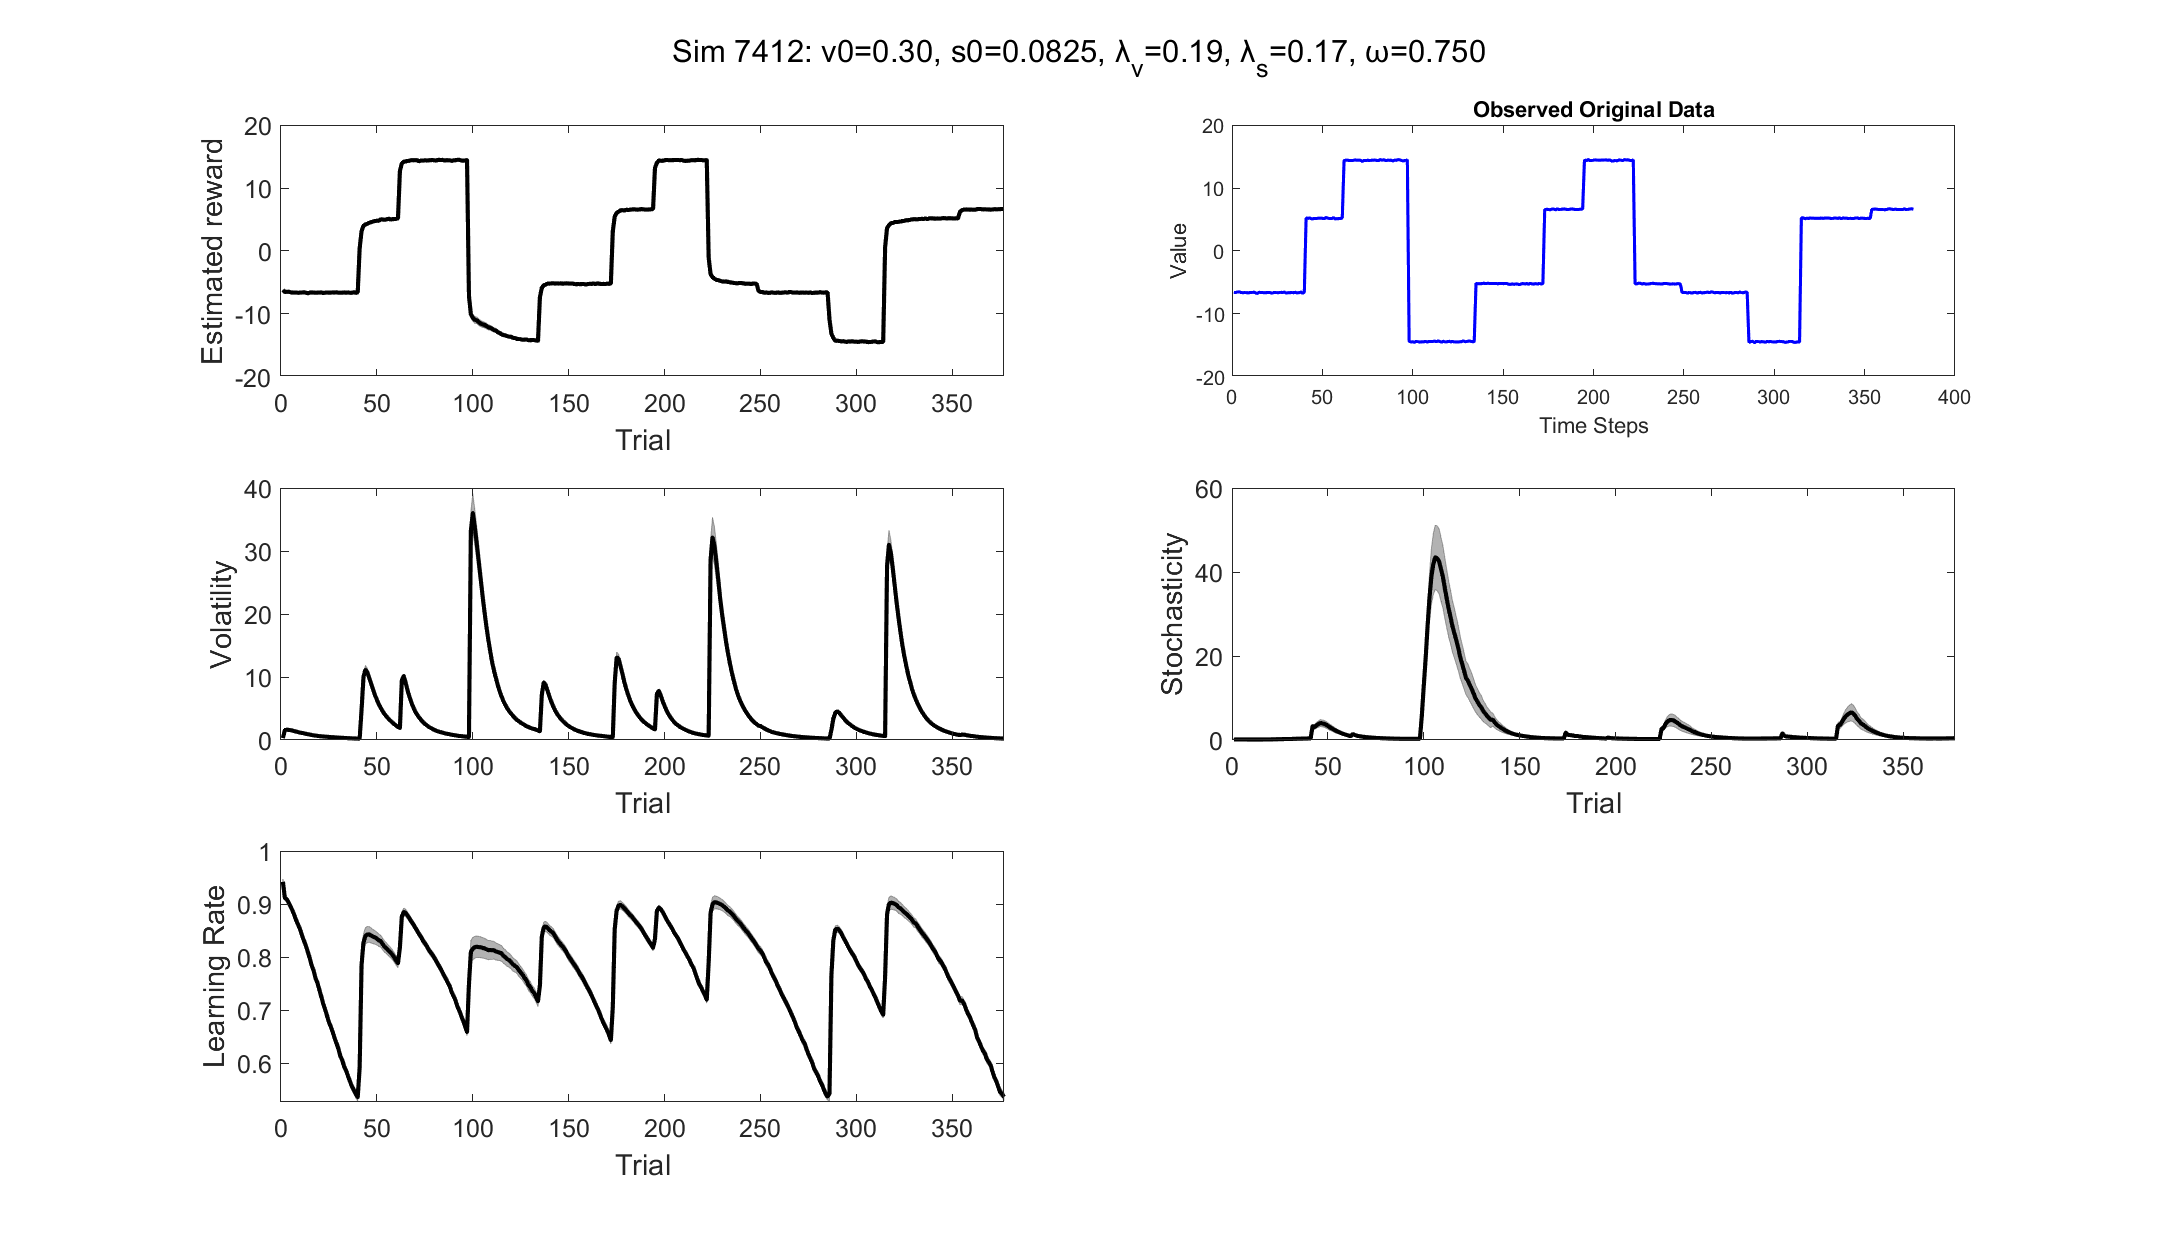 Sim 7412: v0=0.30, s0=0.0825, λ_v=0.19, λ_s=0.17, ω=0.750
Estimated reward
20
10
0
-10
-20
0 50 100 150 200 250 300 350
Trial
Observed Original Data
Value
20
10
0
-10
-20
0 50 100 150 200 250 300 350 400
Time Steps
Volatility
40
30
20
10
0
0 50 100 150 200 250 300 350
Trial
Stochasticity
60
40
20
0
0 50 100 150 200 250 300 350
Trial
Learning Rate
1
0.9
0.8
0.7
0.6
0 50 100 150 200 250 300 350
Trial